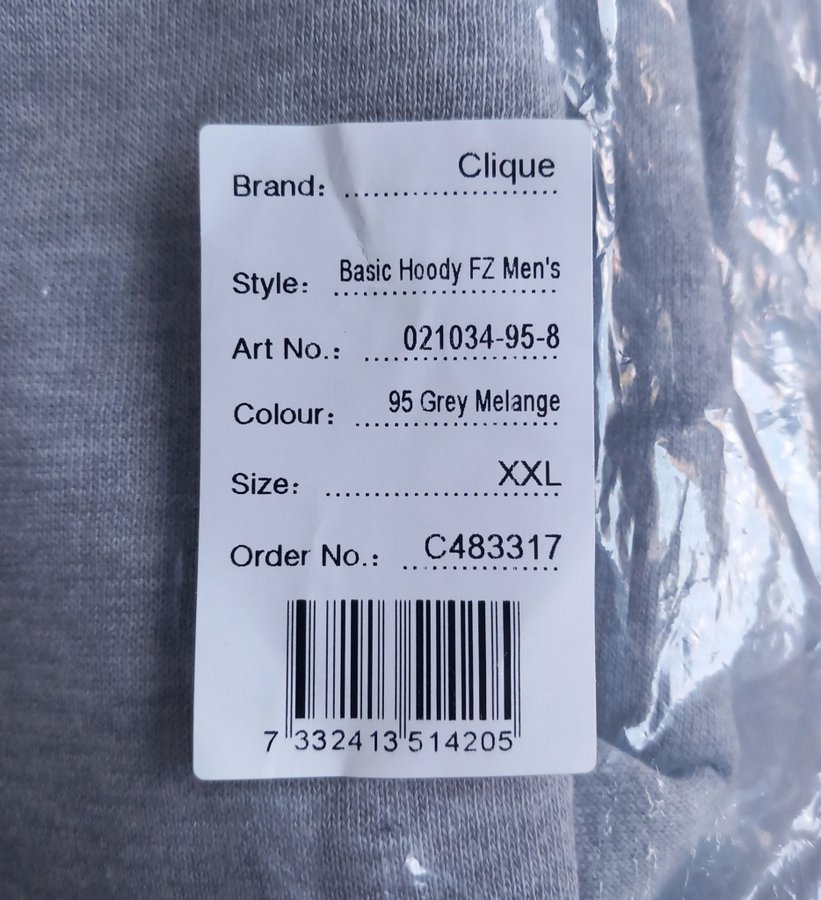 Brand: Clique
Style: Basic Hoody FZ Men's
Art No.: 021034-95-8
Colour: 95 Grey Melange
Size: XXL
Order No.: C483317
7 332413 514205